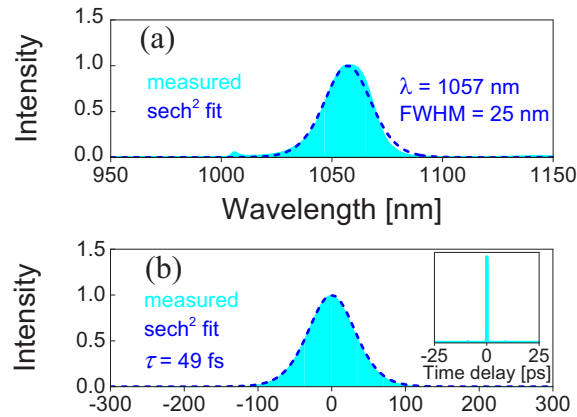 1.5
(a)
1.0
measured
sech² fit
λ = 1057 nm
FWHM = 25 nm
0.5
0.0
Intensity
950
1000
1050
1100
1150
Wavelength [nm]
1.5
(b)
1.0
measured
sech² fit
τ = 49 fs
0.5
0.0
Intensity
-25
0
25
Time delay [ps]
-300
-200
-100
0
100
200
300